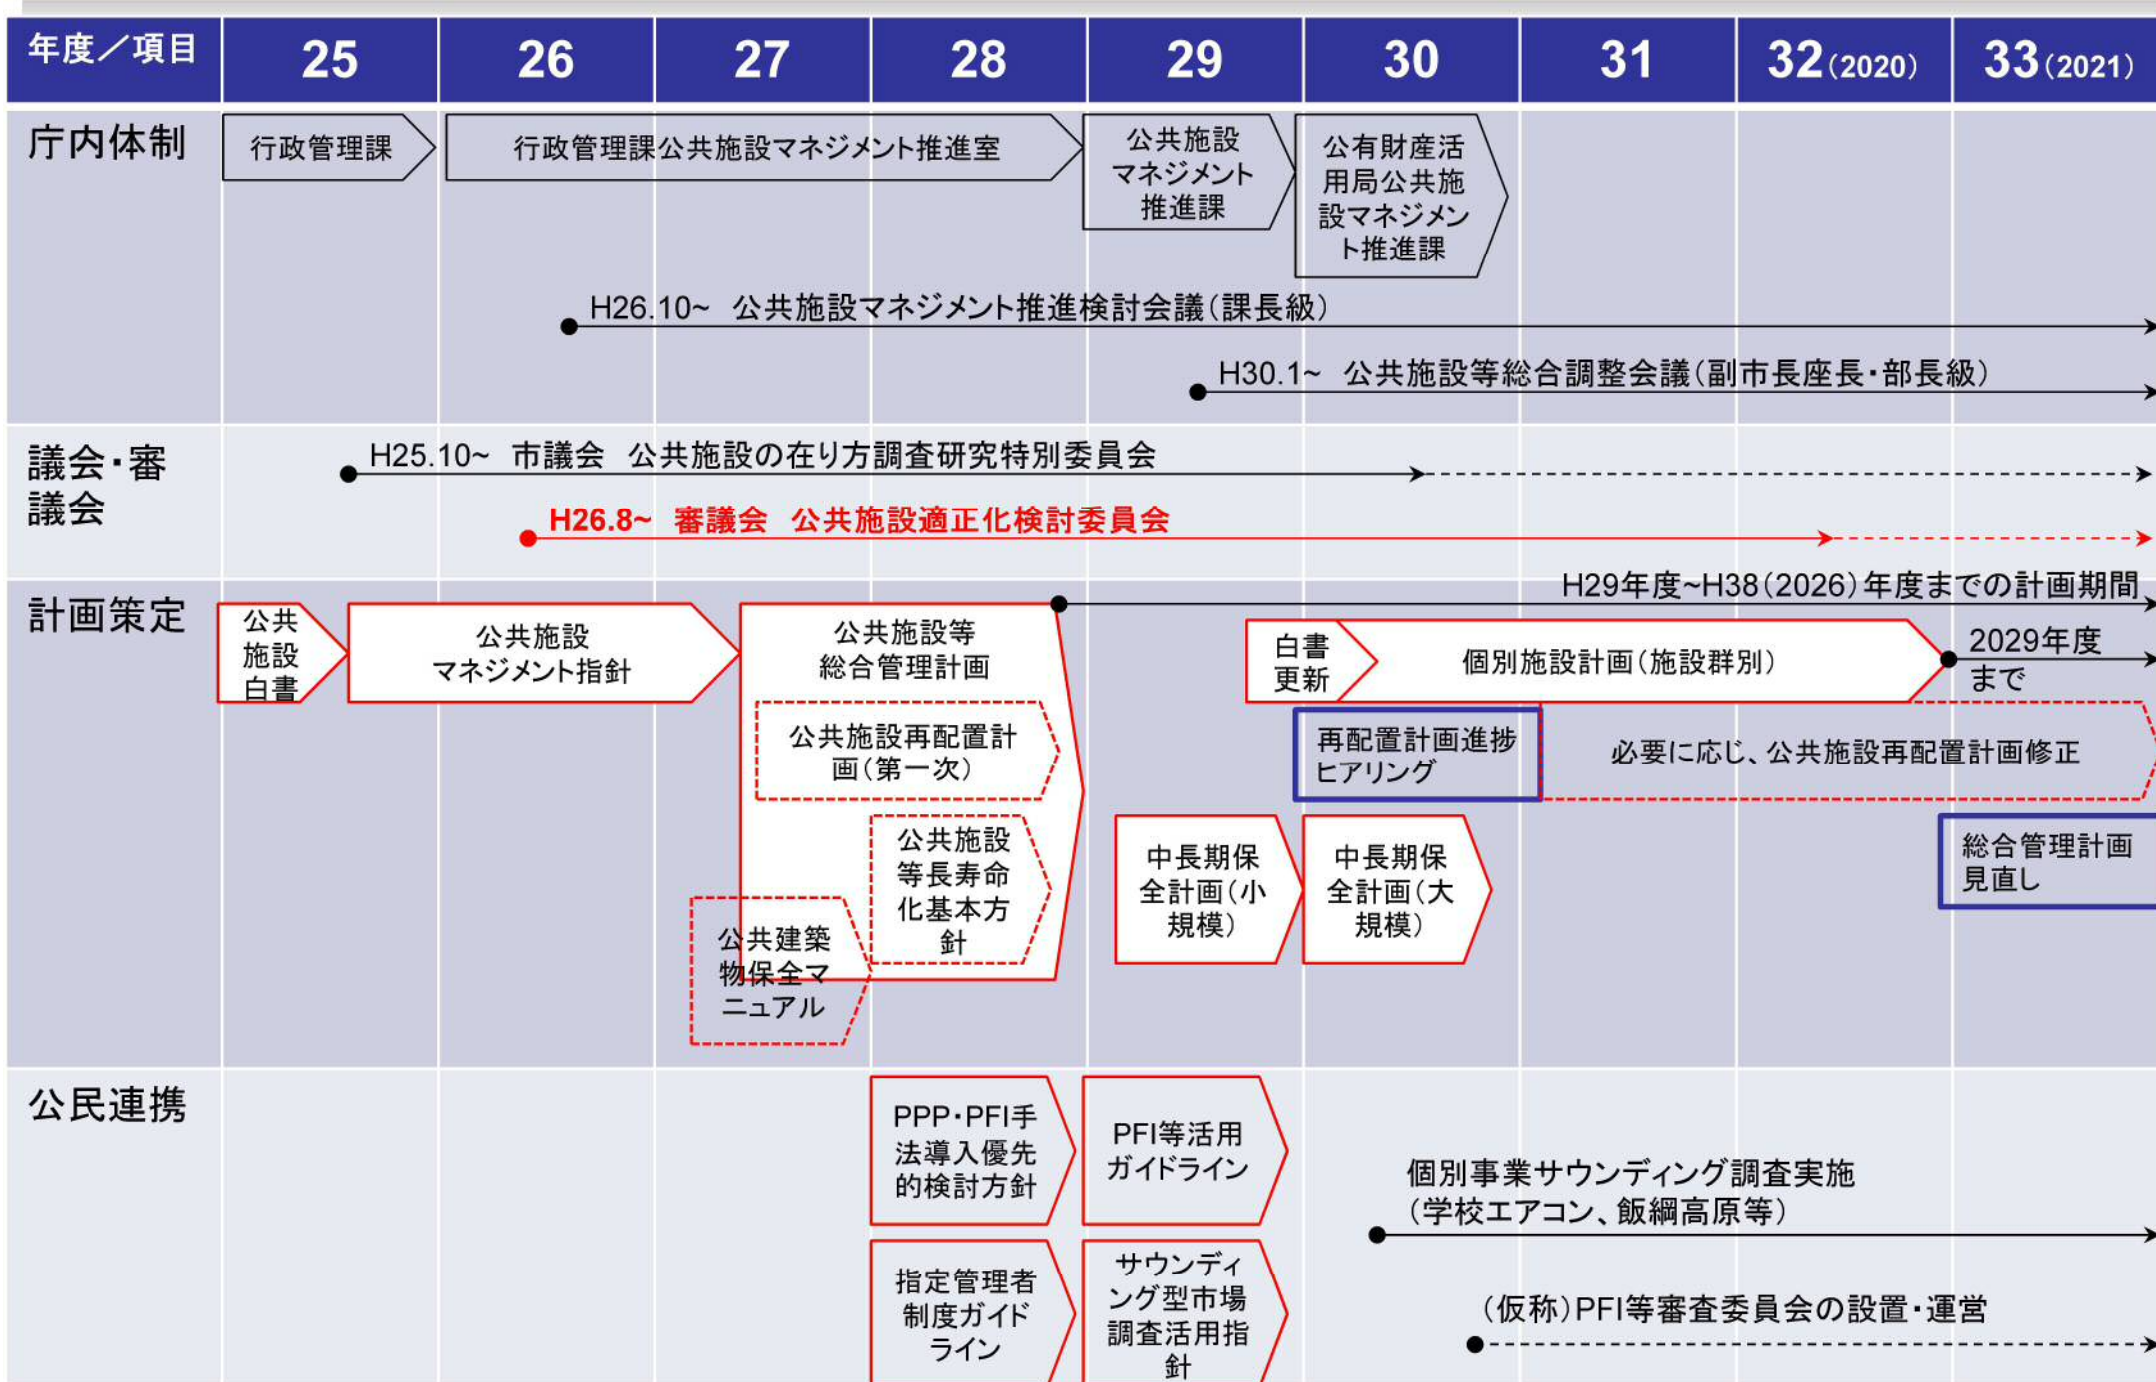 年度／項目
25
26
27
28
29
30
31
32(2020)
33(2021)
庁内体制
行政管理課
行政管理課公共施設マネジメント推進室
公共施設
マネジメント
推進課
公有財産活
用局公共施
設マネジメン
ト推進課
H26.10~　公共施設マネジメント推進検討会議(課長級)
H30.1~　公共施設等総合調整会議(副市長座長・部長級)
議会・審
議会
H25.10~　市議会　公共施設の在り方調査研究特別委員会
H26.8~　審議会　公共施設適正化検討委員会
計画策定
H29年度~H38(2026)年度までの計画期間
公共
施設
白書
公共施設
マネジメント指針
公共施設等
総合管理計画
公共施設再配置計
画(第一次)
公共施設
等長寿命
化基本方
針
公共建築
物保全マ
ニュアル
白書
更新
個別施設計画(施設群別)
2029年度
まで
再配置計画進捗
ヒアリング
必要に応じ、公共施設再配置計画修正
中長期保
全計画(小
規模)
中長期保
全計画(大
規模)
総合管理計画
見直し
公民連携
PPP・PFI手
法導入優先
的検討方針
PFI等活用
ガイドライン
個別事業サウンディング調査実施
(学校エアコン、飯綱高原等)
指定管理者
制度ガイド
ライン
サウンディ
ング型市場
調査活用指
針
(仮称)PFI等審査委員会の設置・運営